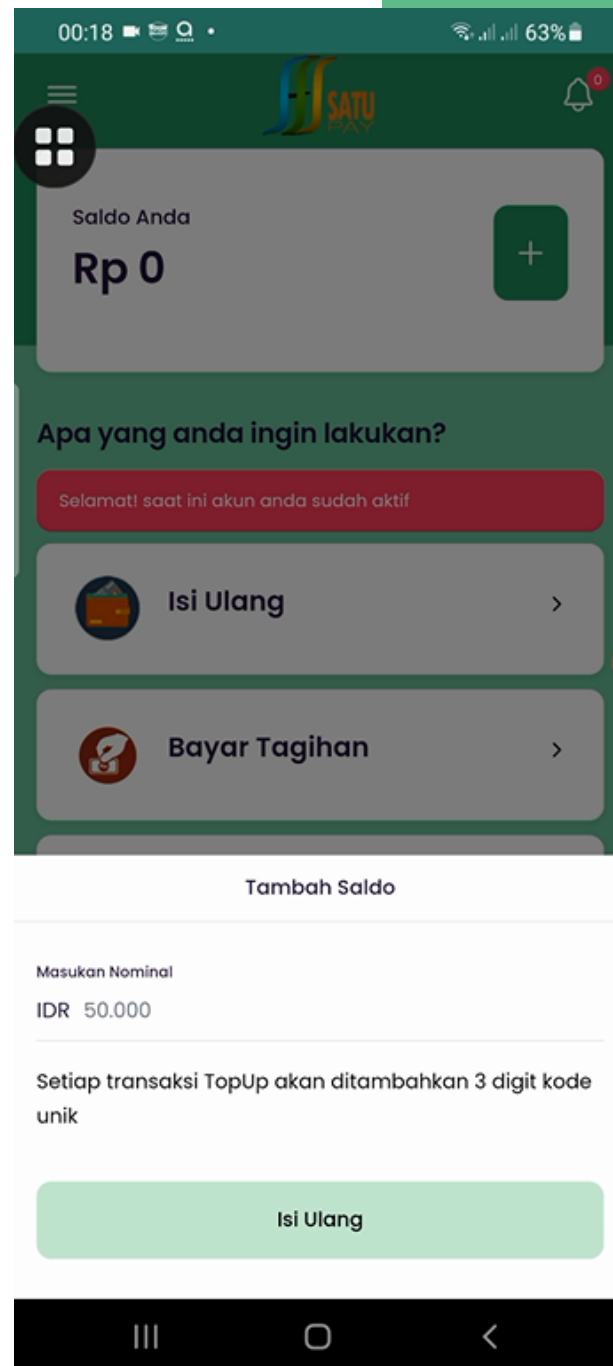 00:18
63%
SATU
PAY
0
Saldo Anda
Rp 0
Apa yang anda ingin lakukan?
Selamat! saat ini akun anda sudah aktif
Isi Ulang
Bayar Tagihan
Tambah Saldo
Masukan Nominal
IDR 50.000
Setiap transaksi TopUp akan ditambahkan 3 digit kode
unik
Isi Ulang